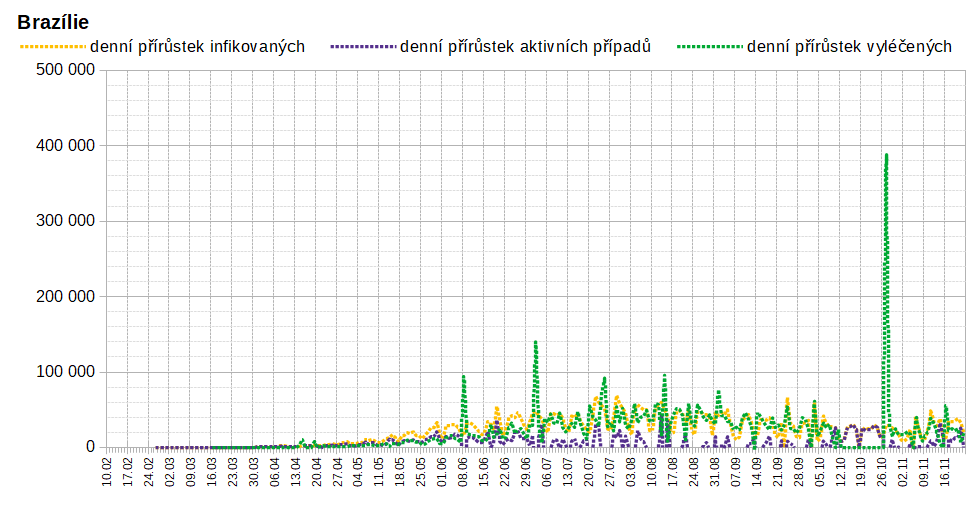 Brazílie
denní přírůstek infikovaných denní přírůstek aktivních případů denní přírůstek vyléčených
500 000
400 000
300 000
200 000
100 000
0
10.02 17.02 24.02 02.03 09.03 16.03 23.03 30.03 06.04 13.04 20.04 27.04 04.05 11.05 18.05 25.05 01.06 08.06 15.06 22.06 29.06 06.07 13.07 20.07 27.07 03.08 10.08 17.08 24.08 31.08 07.09 14.09 21.09 28.09 05.10 12.10 19.10 26.10 02.11 09.11 16.11